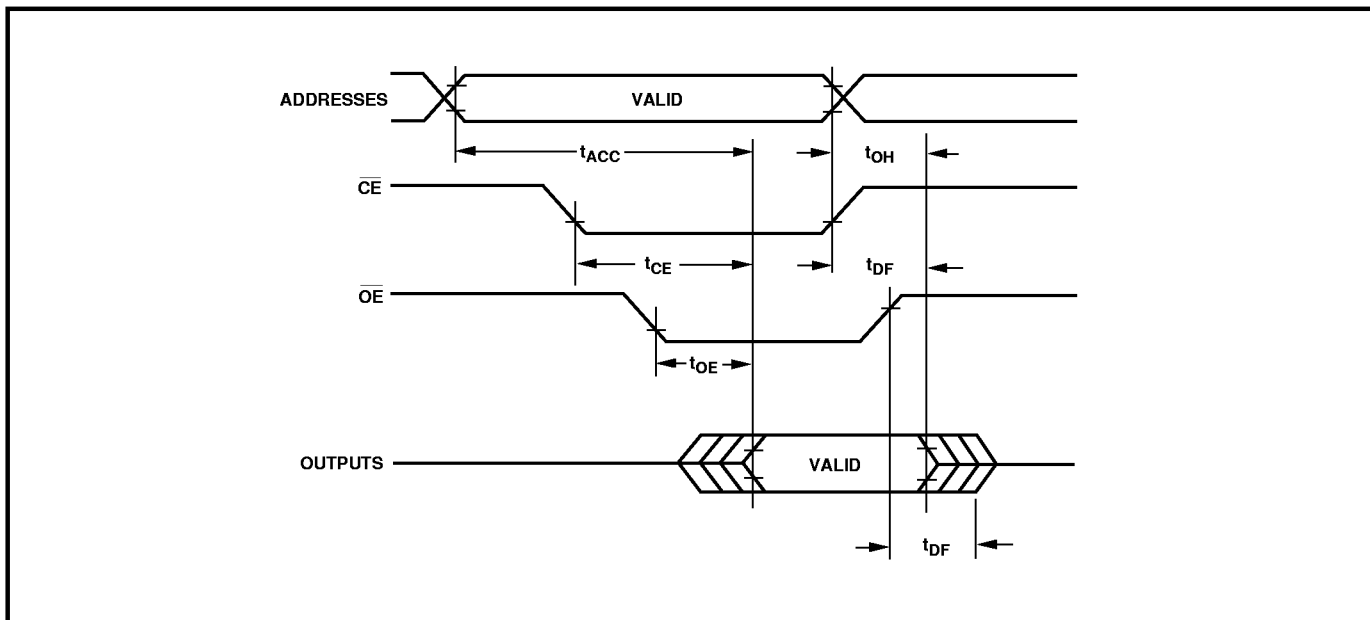 ADDRESSES
VALID
tACC
tOH
CE
tCE
tDF
OE
tOE
OUTPUTS
VALID
tDF